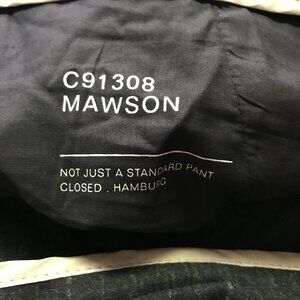 C91308
MAWSON
NOT JUST A STANDARD PANT
CLOSED . HAMBURG